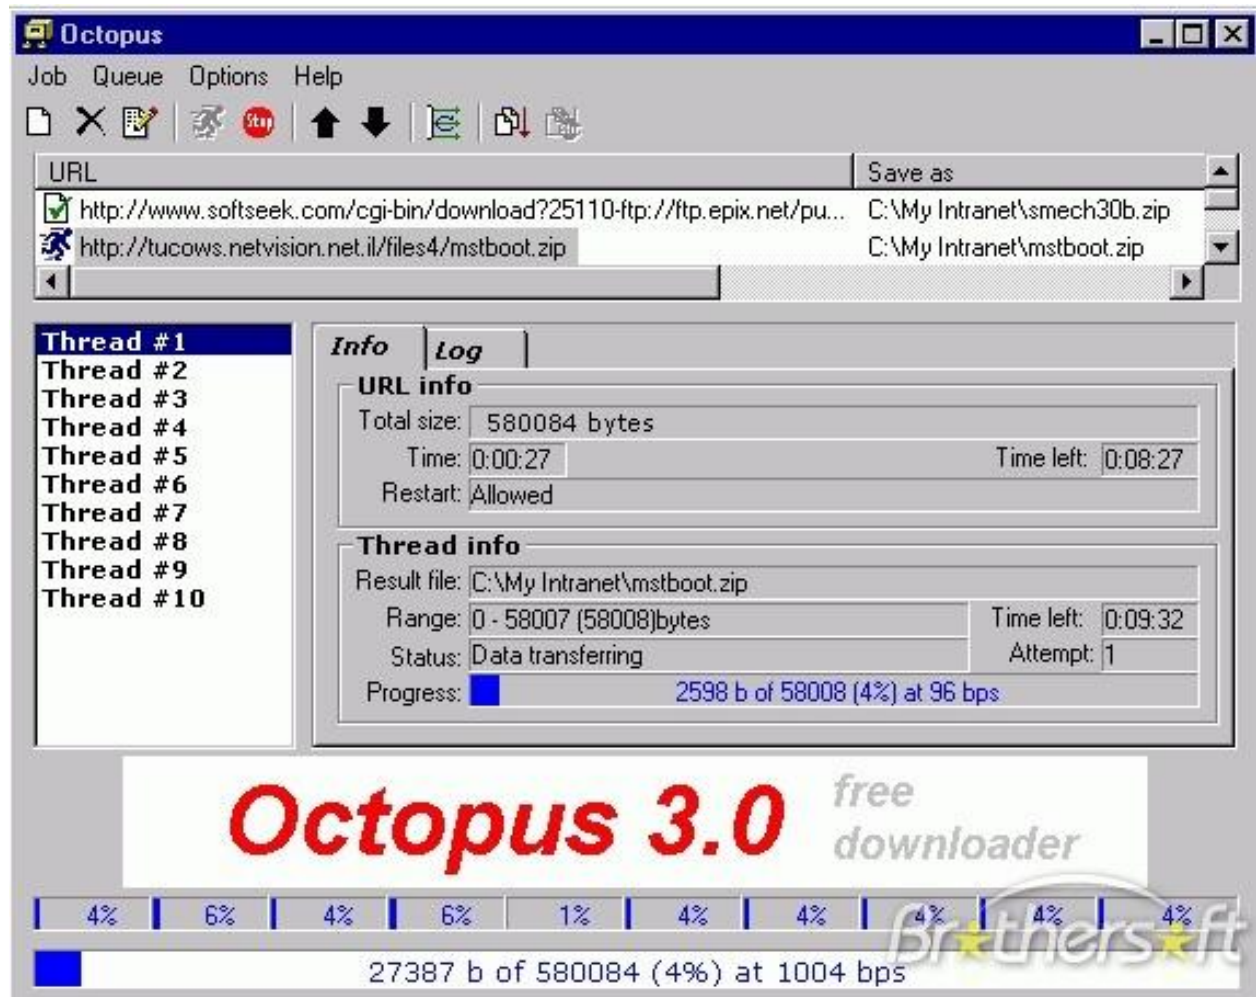 Octopus
Job Queue Options Help
Stop
URL Save as
http://www.softseek.com/cgi-bin/download?25110-ftp://ftp.epix.net/pu... C:\My Intranet\smech30b.zip
http://tucows.netvision.net.il/files4/mstboot.zip C:\My Intranet\mstboot.zip
Thread #1
Thread #2
Thread #3
Thread #4
Thread #5
Thread #6
Thread #7
Thread #8
Thread #9
Thread #10
Info Log
URL info
Total size: 580084 bytes
Time: 0:00:27 Time left: 0:08:27
Restart: Allowed
Thread info
Result file: C:\My Intranet\mstboot.zip
Range: 0 - 58007 (58008)bytes Time left: 0:09:32
Status: Data transferring Attempt: 1
Progress: 2598 b of 58008 (4%) at 96 bps
Octopus 3.0 free downloader
4% 6% 4% 6% 1% 4% 4% 4% 4% 4%
Brothersoft
27387 b of 580084 (4%) at 1004 bps